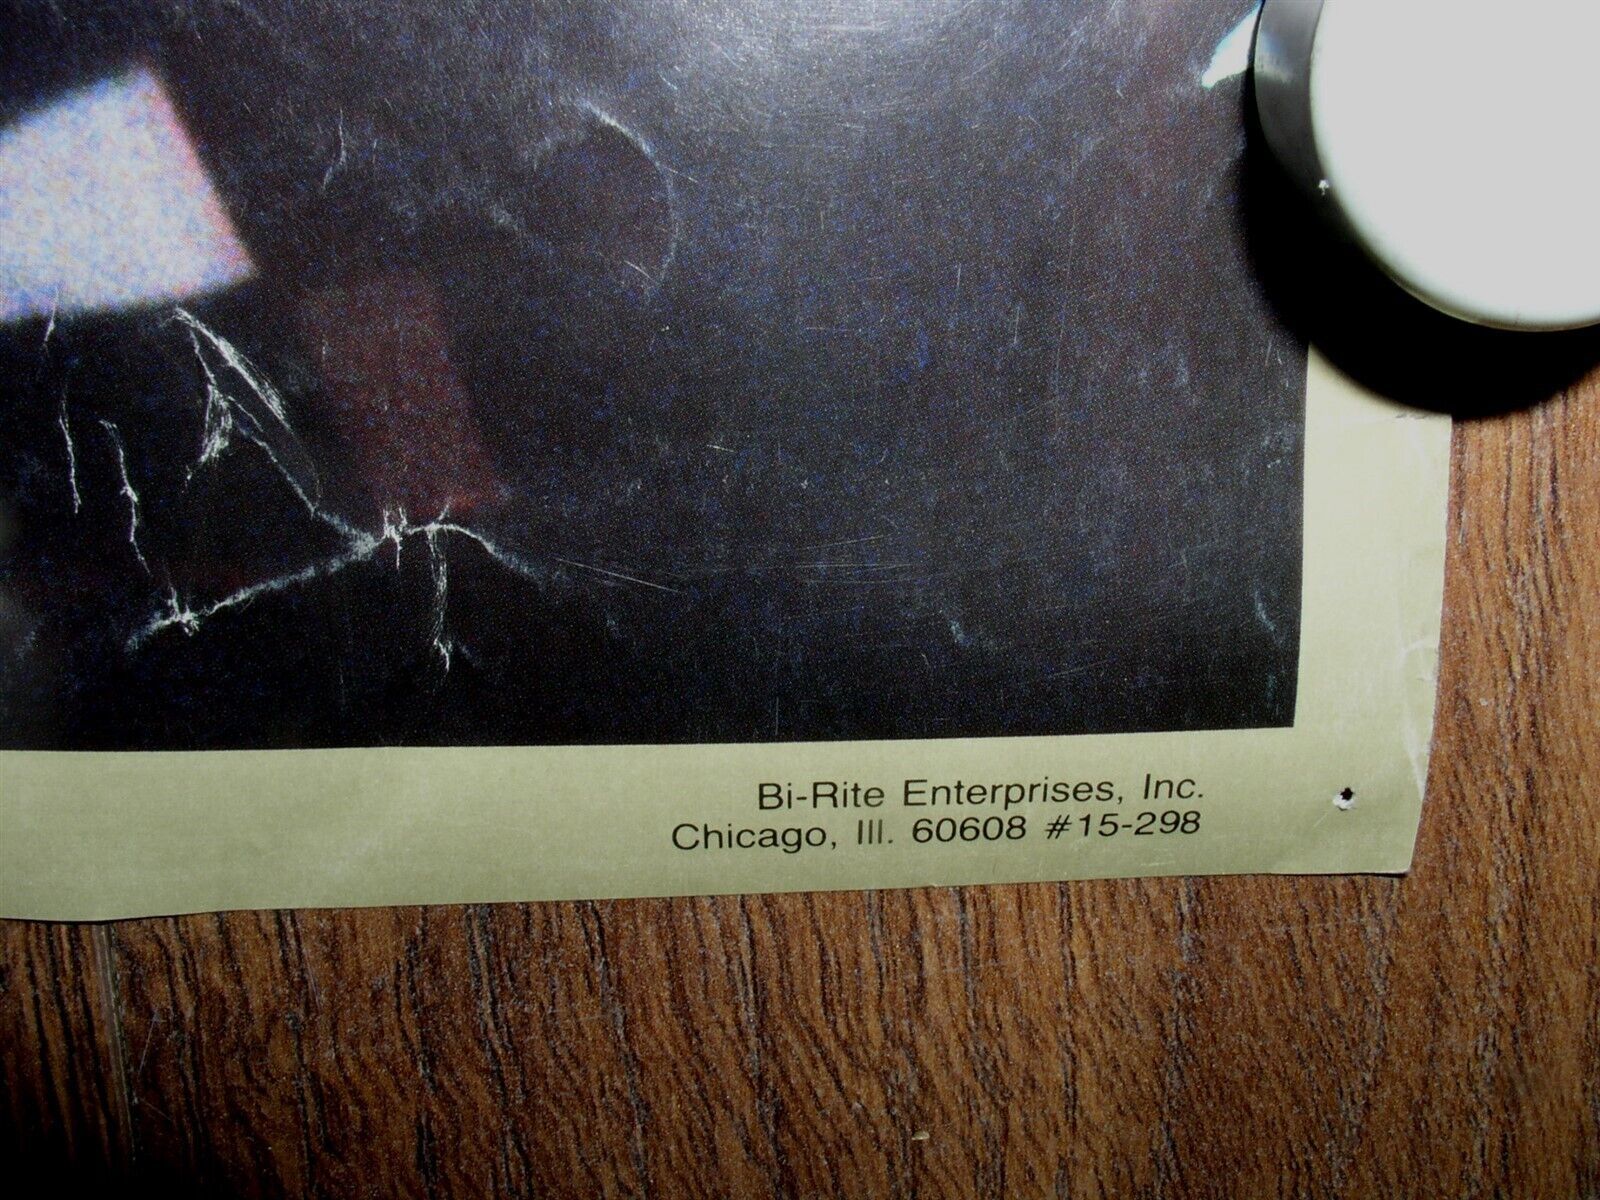 Bi-Rite Enterprises, Inc.
Chicago, Ill. 60608 #15-298